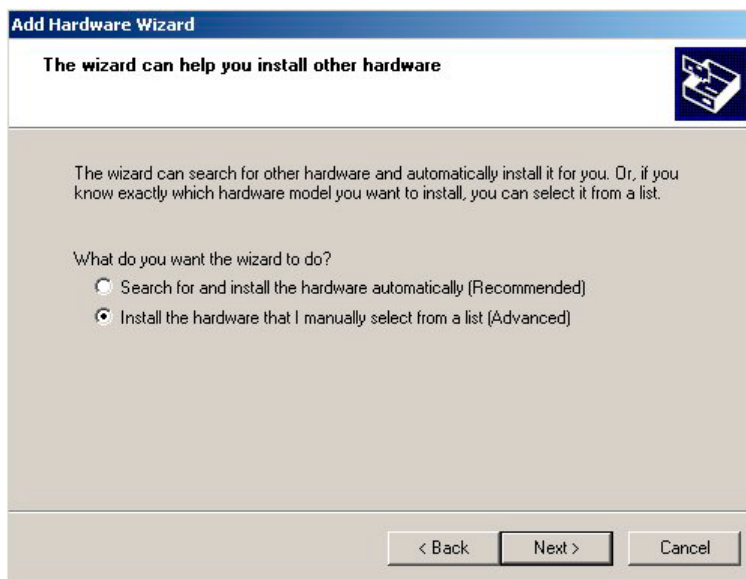 Add Hardware Wizard
The wizard can help you install other hardware
The wizard can search for other hardware and automatically install it for you. Or, if you
know exactly which hardware model you want to install, you can select it from a list.
What do you want the wizard to do?
Search for and install the hardware automatically (Recommended)
Install the hardware that I manually select from a list (Advanced)
< Back Next > Cancel